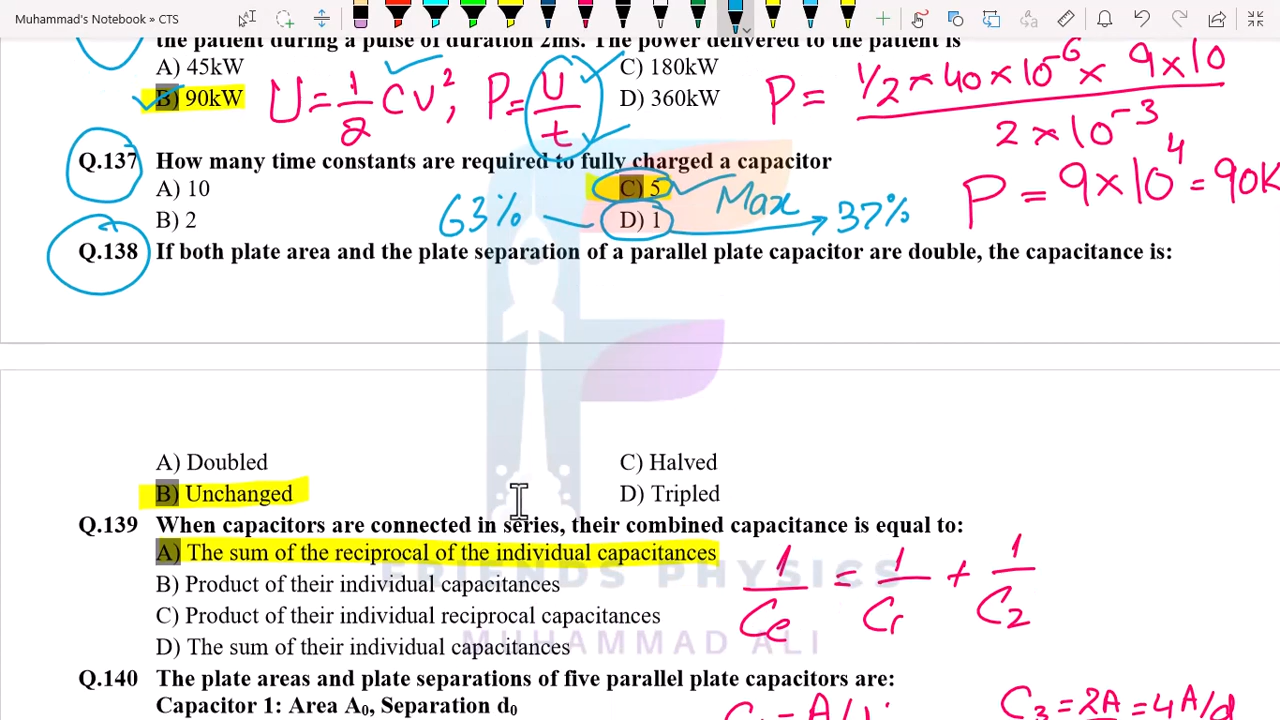 Muhammad's Notebook » CTS
the patient during a pulse of duration 2ms. The power delivered to the patient is
A) 45kW C) 180kW
B) 90kW D) 360kW
U = 1/2 CV², P = U/t
P = 1/2 × 40 × 10⁻⁶ × 9 × 10 / 2 × 10⁻³
Q.137 How many time constants are required to fully charged a capacitor
A) 10 C) 5
Max
P = 9 × 10⁴ = 90K
B) 2 63% D) 1 37%
Q.138 If both plate area and the plate separation of a parallel plate capacitor are double, the capacitance is:
A) Doubled C) Halved
B) Unchanged D) Tripled
Q.139 When capacitors are connected in series, their combined capacitance is equal to:
A) The sum of the reciprocal of the individual capacitances
B) Product of their individual capacitances
1/Ce = 1/C1 + 1/C2
C) Product of their individual reciprocal capacitances
D) The sum of their individual capacitances
FRIENDS PHYSICS
MUHAMMAD ALI
Q.140 The plate areas and plate separations of five parallel plate capacitors are:
Capacitor 1: Area A₀, Separation d₀
C3 = 2A = 4A/d